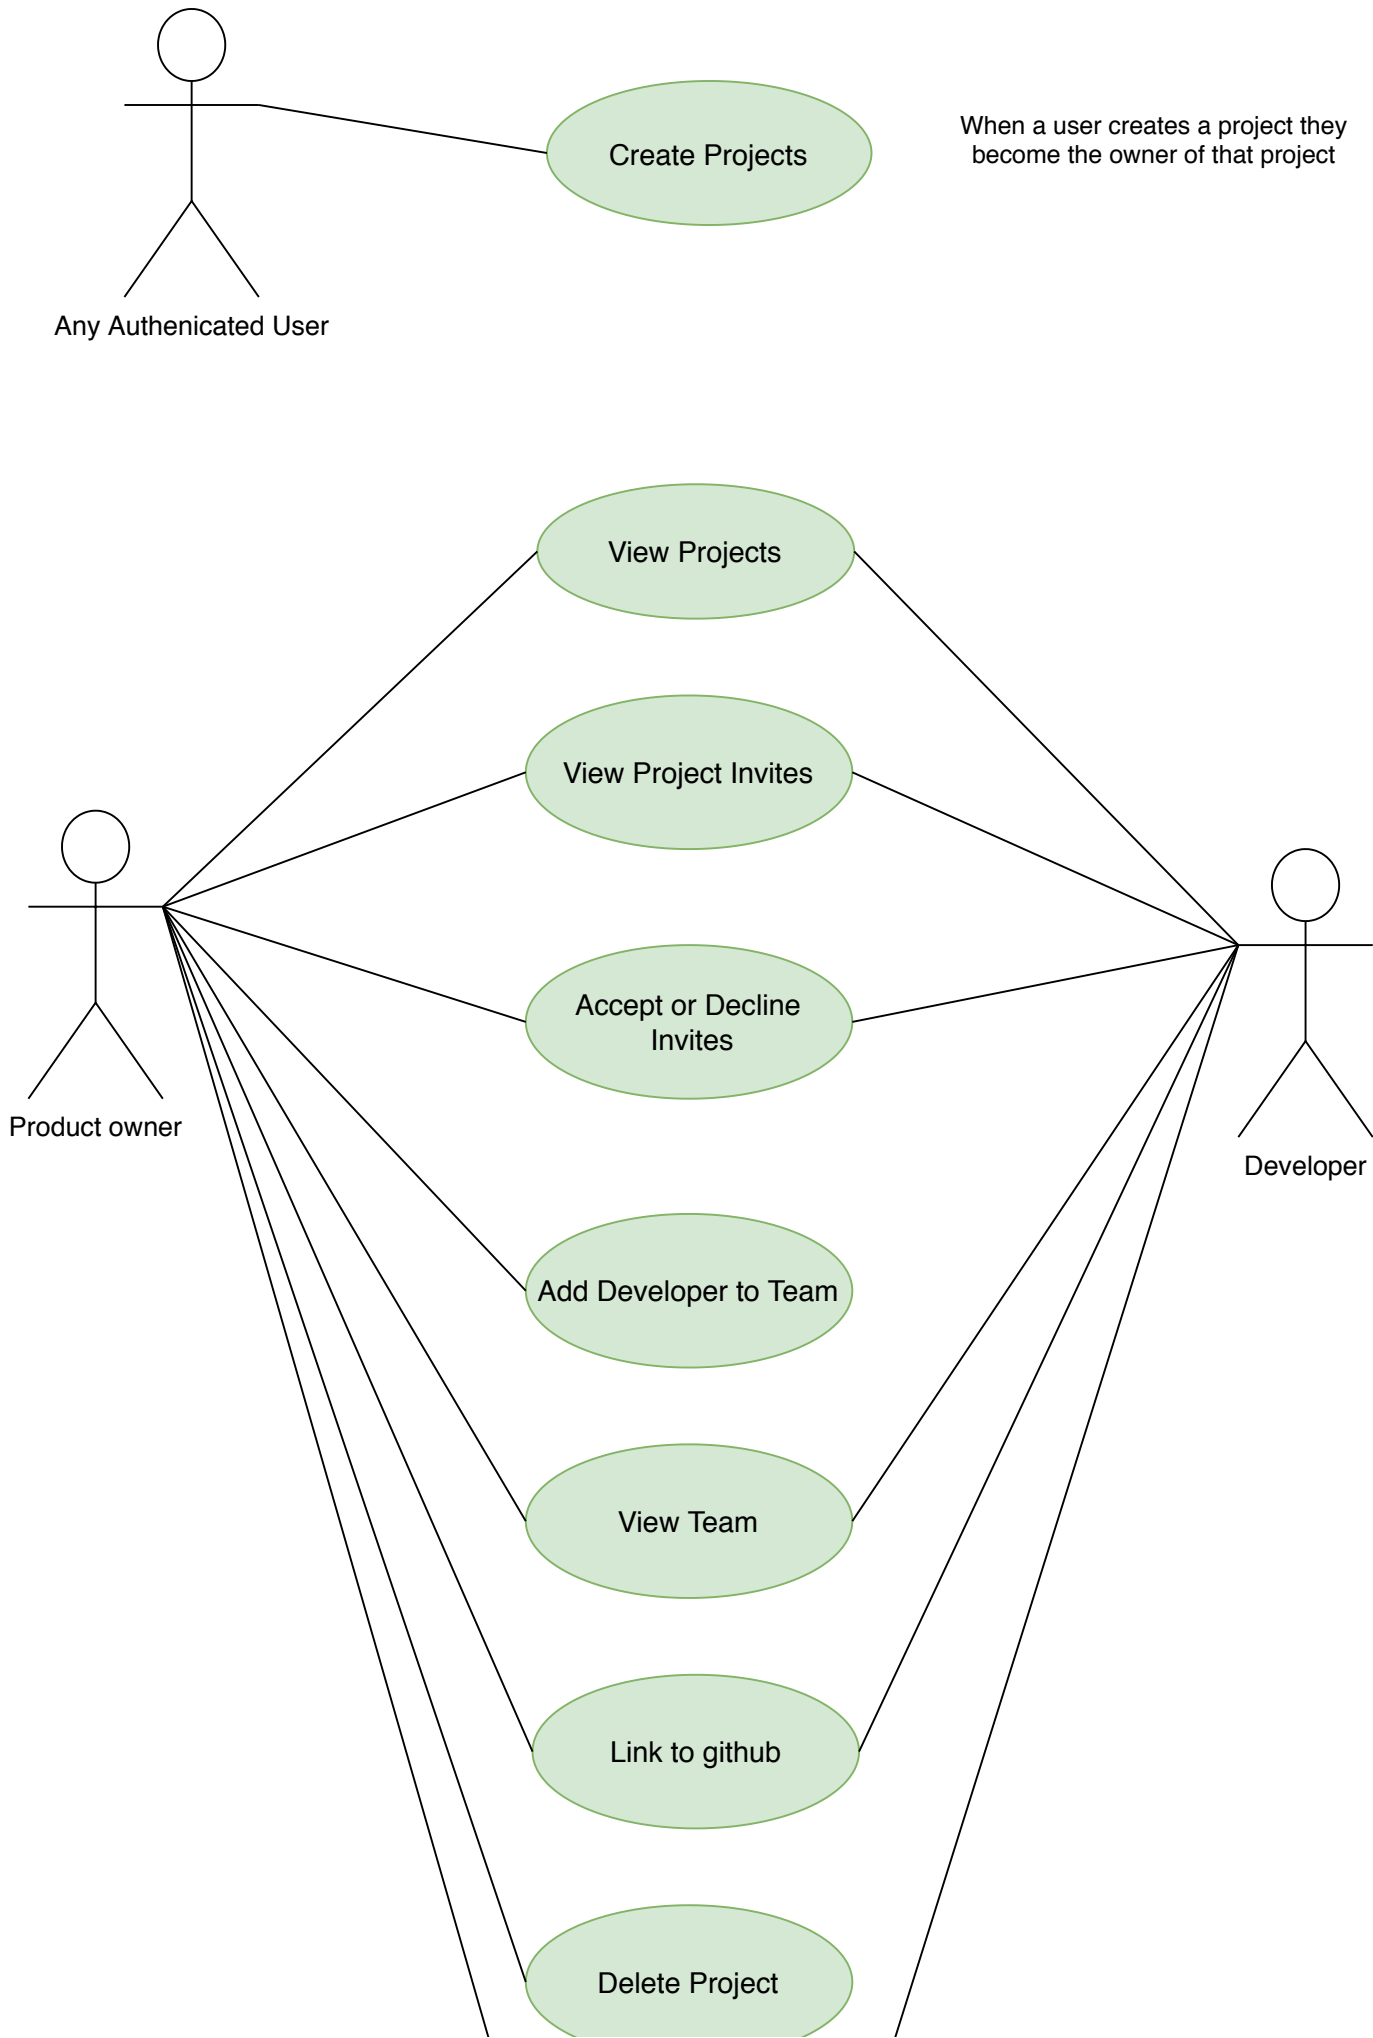 Create Projects
When a user creates a project they
become the owner of that project
Any Authenicated User
View Projects
View Project Invites
Accept or Decline
Invites
Product owner
Developer
Add Developer to Team
View Team
Link to github
Delete Project